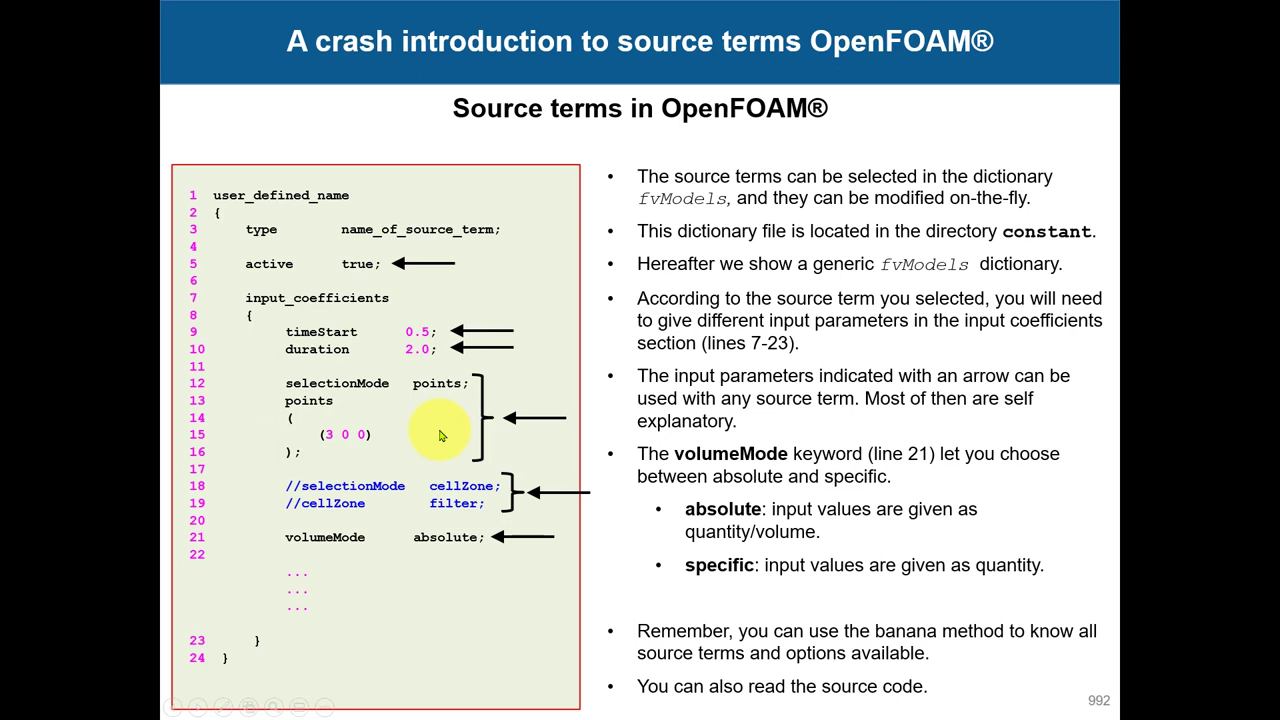 A crash introduction to source terms OpenFOAM®
Source terms in OpenFOAM®
1 user_defined_name
2 {
3 type name_of_source_term;
4
5 active true;
6
7 input_coefficients
8 {
9 timeStart 0.5;
10 duration 2.0;
11
12 selectionMode points;
13 points
14 (
15 (3 0 0)
16 );
17
18 //selectionMode cellZone;
19 //cellZone filter;
20
21 volumeMode absolute;
22
...
...
...
23 }
24 }
• The source terms can be selected in the dictionary
fvModels, and they can be modified on-the-fly.
• This dictionary file is located in the directory constant.
• Hereafter we show a generic fvModels dictionary.
• According to the source term you selected, you will need
to give different input parameters in the input coefficients
section (lines 7-23).
• The input parameters indicated with an arrow can be
used with any source term. Most of then are self
explanatory.
• The volumeMode keyword (line 21) let you choose
between absolute and specific.
• absolute: input values are given as
quantity/volume.
• specific: input values are given as quantity.
• Remember, you can use the banana method to know all
source terms and options available.
• You can also read the source code.
992